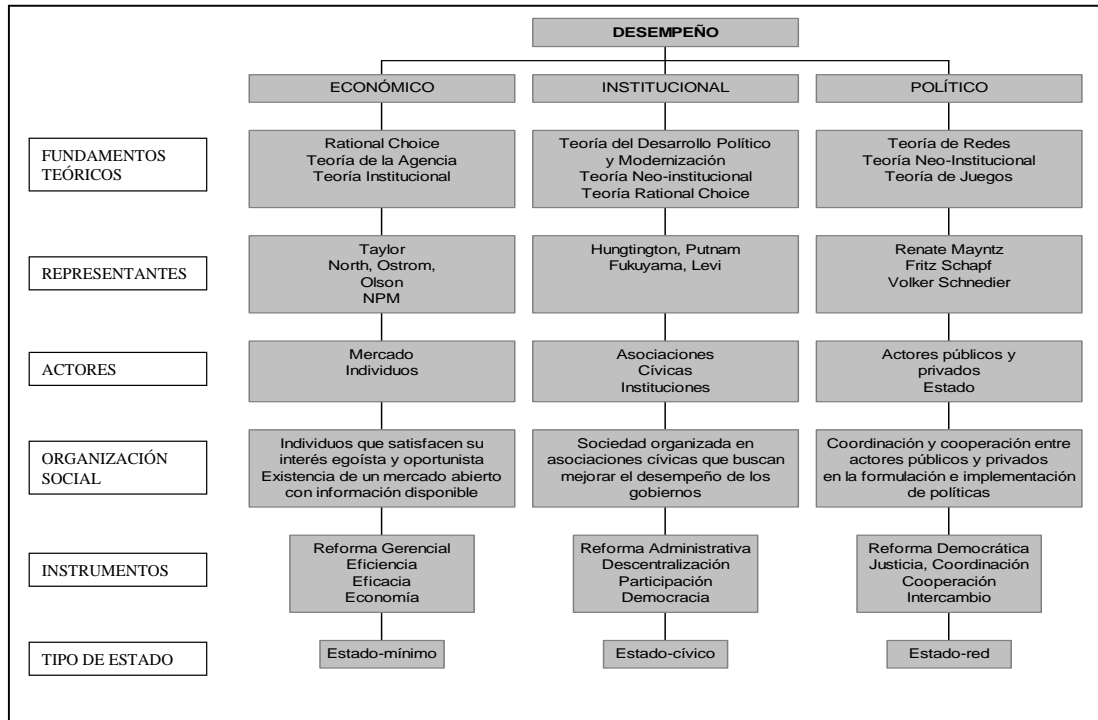 DESEMPEÑO
ECONÓMICO
INSTITUCIONAL
POLÍTICO
FUNDAMENTOS
TEÓRICOS
Rational Choice
Teoría de la Agencia
Teoría Institucional
Teoría del Desarrollo Político
y Modernización
Teoría Neo-institucional
Teoría Rational Choice
Teoría de Redes
Teoría Neo-Institucional
Teoría de Juegos
REPRESENTANTES
Taylor
North, Ostrom,
Olson
NPM
Hungtington, Putnam
Fukuyama, Levi
Renate Mayntz
Fritz Schapf
Volker Schnedier
ACTORES
Mercado
Individuos
Asociaciones
Cívicas
Instituciones
Actores públicos y
privados
Estado
ORGANIZACIÓN
SOCIAL
Individuos que satisfacen su
interés egoísta y oportunista
Existencia de un mercado abierto
con información disponible
Sociedad organizada en
asociaciones cívicas que buscan
mejorar el desempeño de los
gobiernos
Coordinación y cooperación entre
actores públicos y privados
en la formulación e implementación
de políticas
INSTRUMENTOS
Reforma Gerencial
Eficiencia
Eficacia
Economía
Reforma Administrativa
Descentralización
Participación
Democracia
Reforma Democrática
Justicia, Coordinación
Cooperación
Intercambio
TIPO DE ESTADO
Estado-mínimo
Estado-cívico
Estado-red